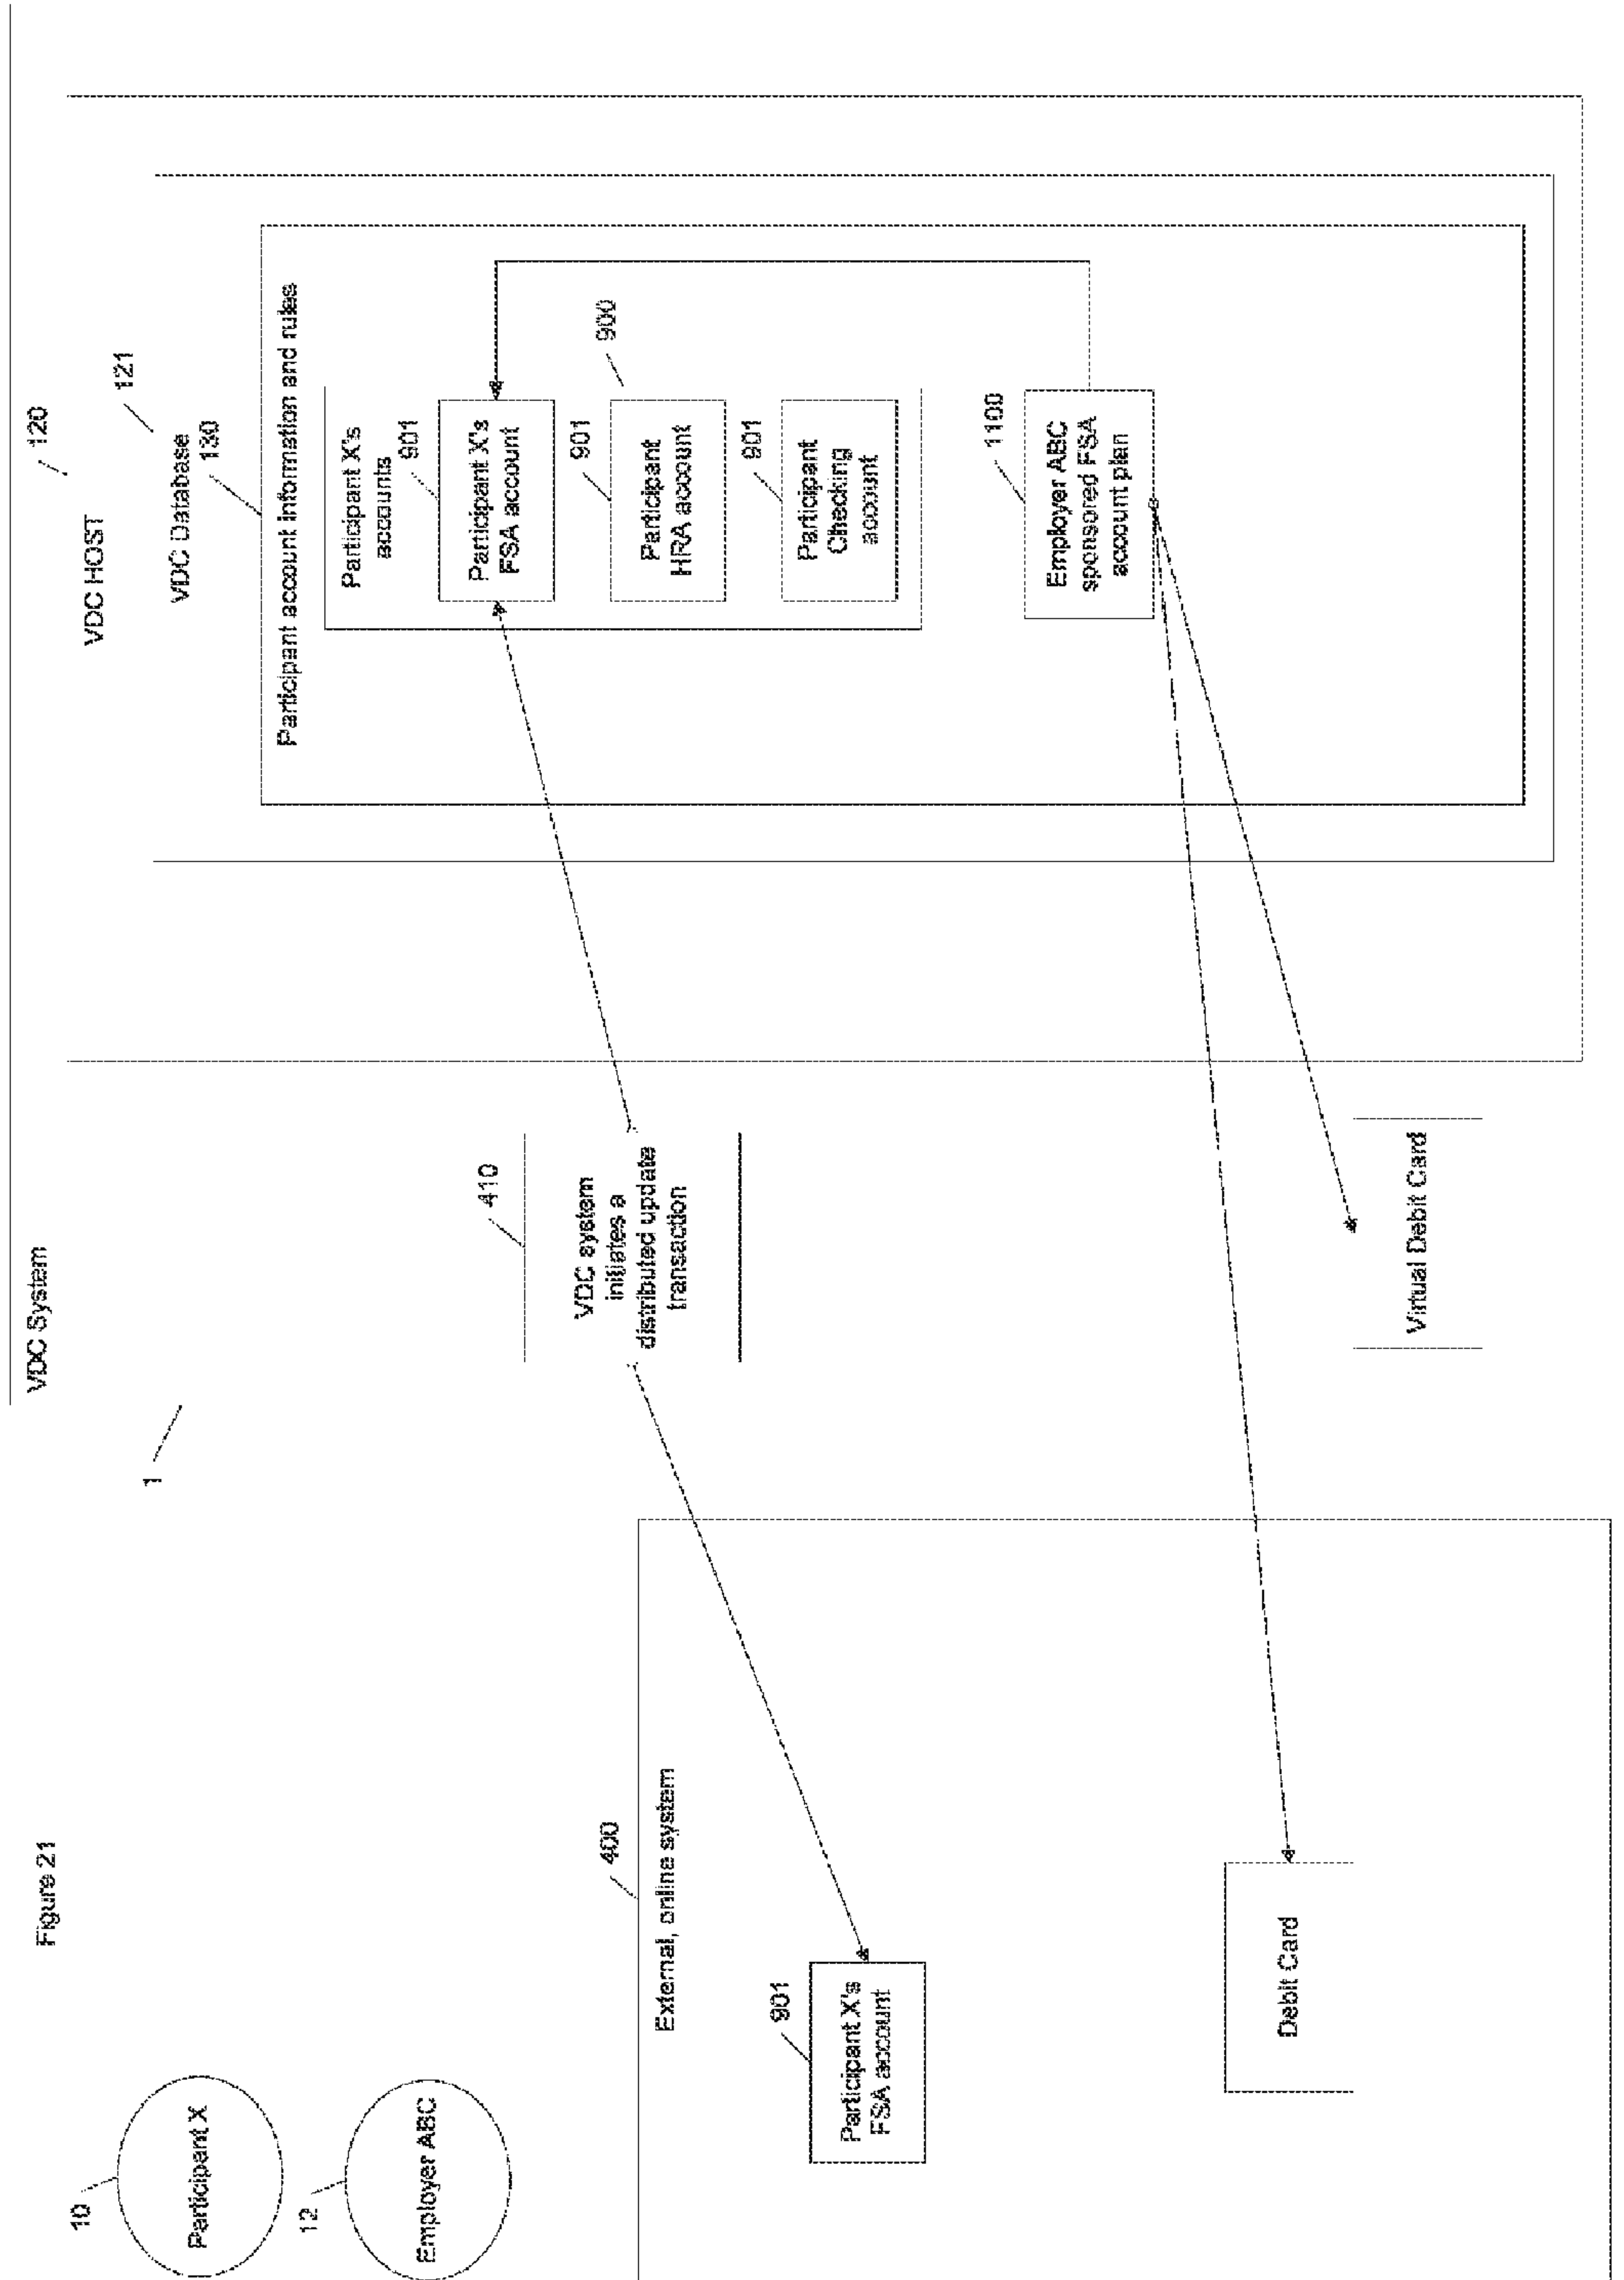 Figure 21
VDC System
1
10
Participant X
12
Employer ABC
400
External, online system
901
Participant X's
FSA account
Debit Card
410
VDC system
initiates a
distributed update
transaction
Virtual Debit Card
120
VDC HOST
121
VDC Database
130
Participant account information and rules
Participant X's
accounts
901
Participant X's
FSA account
900
901
Participant
HRA account
901
Participant
Checking
account
1100
Employer ABC
sponsored FSA
account plan